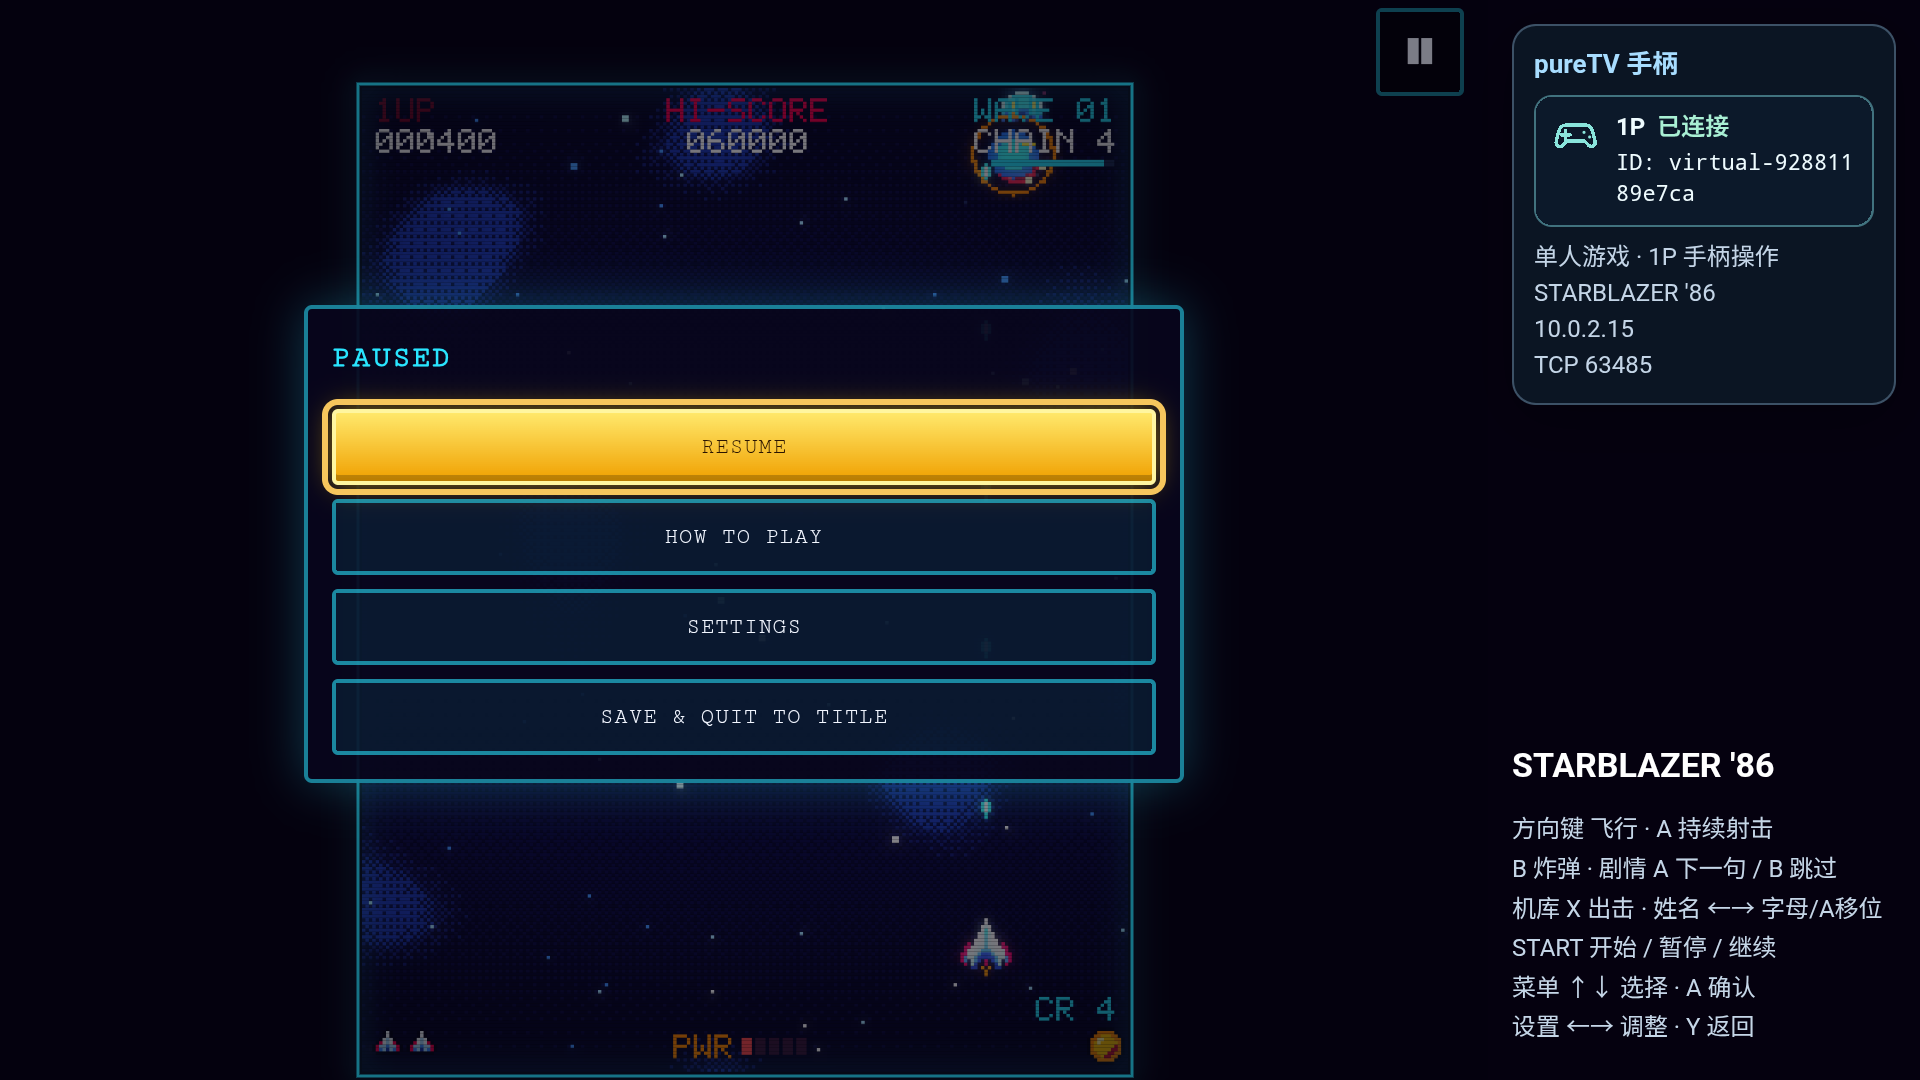 1UP
000400
HI-SCORE
060000
WAVE 01
CHAIN 4
PAUSED
RESUME
HOW TO PLAY
SETTINGS
SAVE & QUIT TO TITLE
CR 4
PWR
pureTV 手柄
1P 已连接
ID: virtual-928811
89e7ca
单人游戏 · 1P 手柄操作
STARBLAZER '86
10.0.2.15
TCP 63485
STARBLAZER '86
方向键 飞行 · A 持续射击
B 炸弹 · 剧情 A 下一句 / B 跳过
机库 X 出击 · 姓名 ←→ 字母/A移位
START 开始 / 暂停 / 继续
菜单 ↑↓ 选择 · A 确认
设置 ←→ 调整 · Y 返回